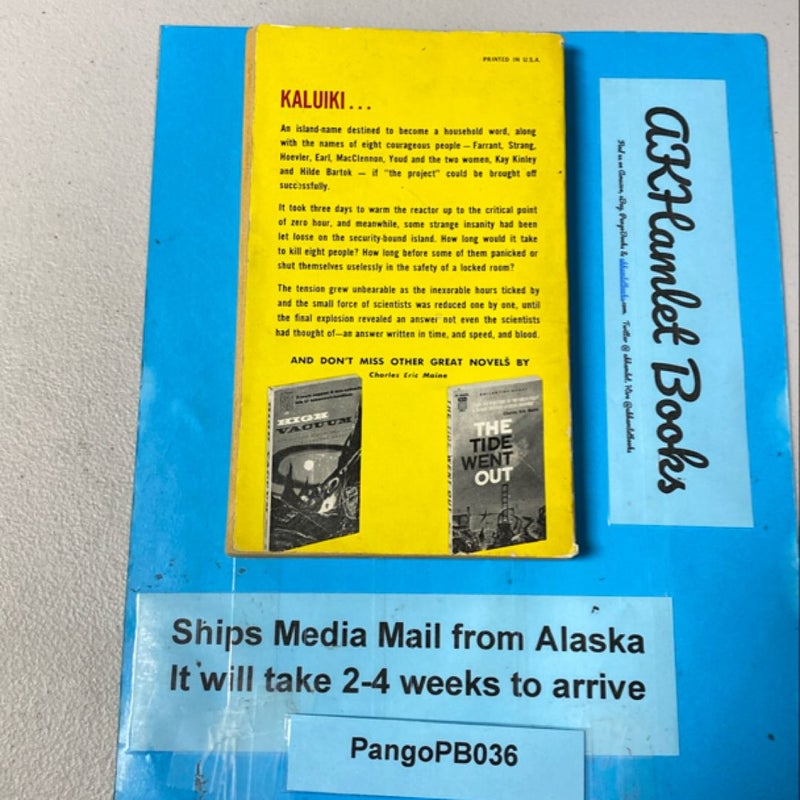 PRINTED IN U.S.A.
KALUIKI...
An island-name destined to become a household word, along
with the names of eight courageous people — Farrant, Strang,
Hoevler, Earl, MacClennon, Youd and the two women, Kay Kinley
and Hilde Bartok — if "the project" could be brought off
successfully.
It took three days to warm the reactor up to the critical point
of zero hour, and meanwhile, some strange insanity had been
let loose on the security-bound island. How long would it take
to kill eight people? How long before some of them panicked or
shut themselves uselessly in the safety of a locked room?
The tension grew unbearable as the inexorable hours ticked by
and the small force of scientists was reduced one by one, until
the final explosion revealed an answer not even the scientists
had thought of—an answer written in time, and speed, and blood.
AND DON'T MISS OTHER GREAT NOVELS BY
Charles Eric Maine
HIGH
VACUUM
THE
TIDE
WENT
OUT
AKHamlet Books
Ships Media Mail from Alaska
It will take 2-4 weeks to arrive
PangoPB036